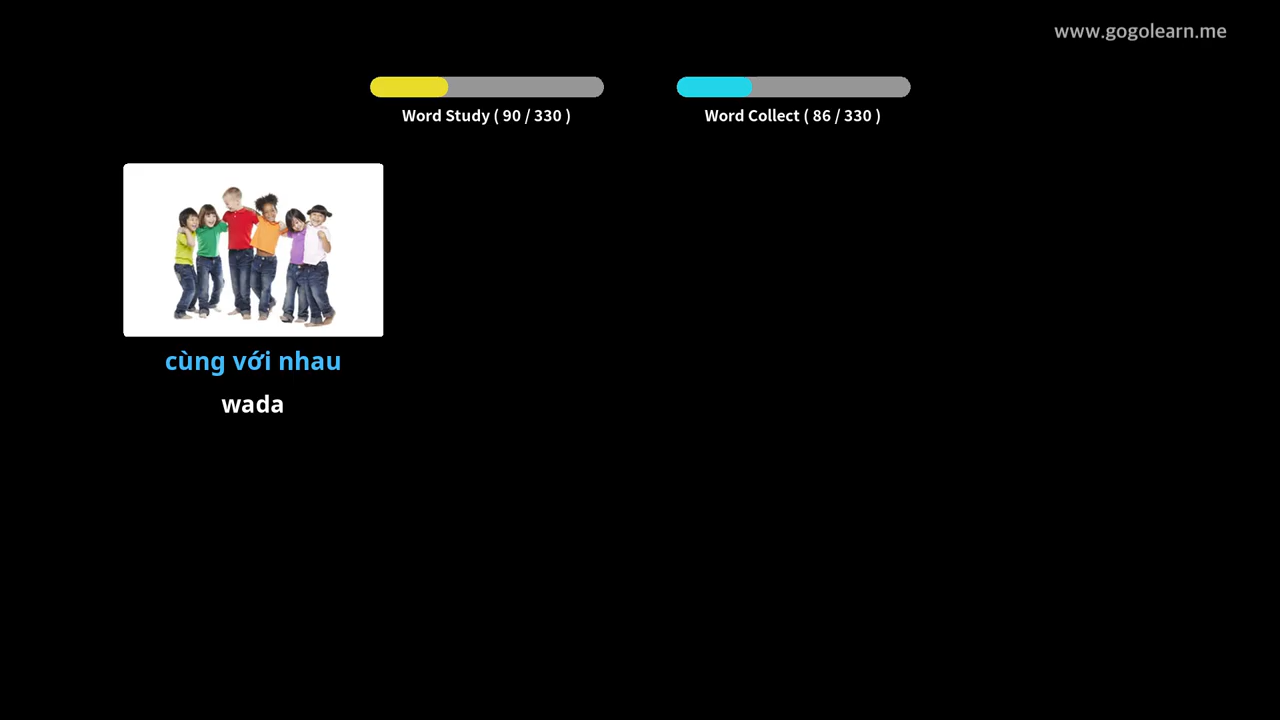 www.gogolearn.me
Word Study ( 90 / 330 )
Word Collect ( 86 / 330 )
cùng với nhau
wada